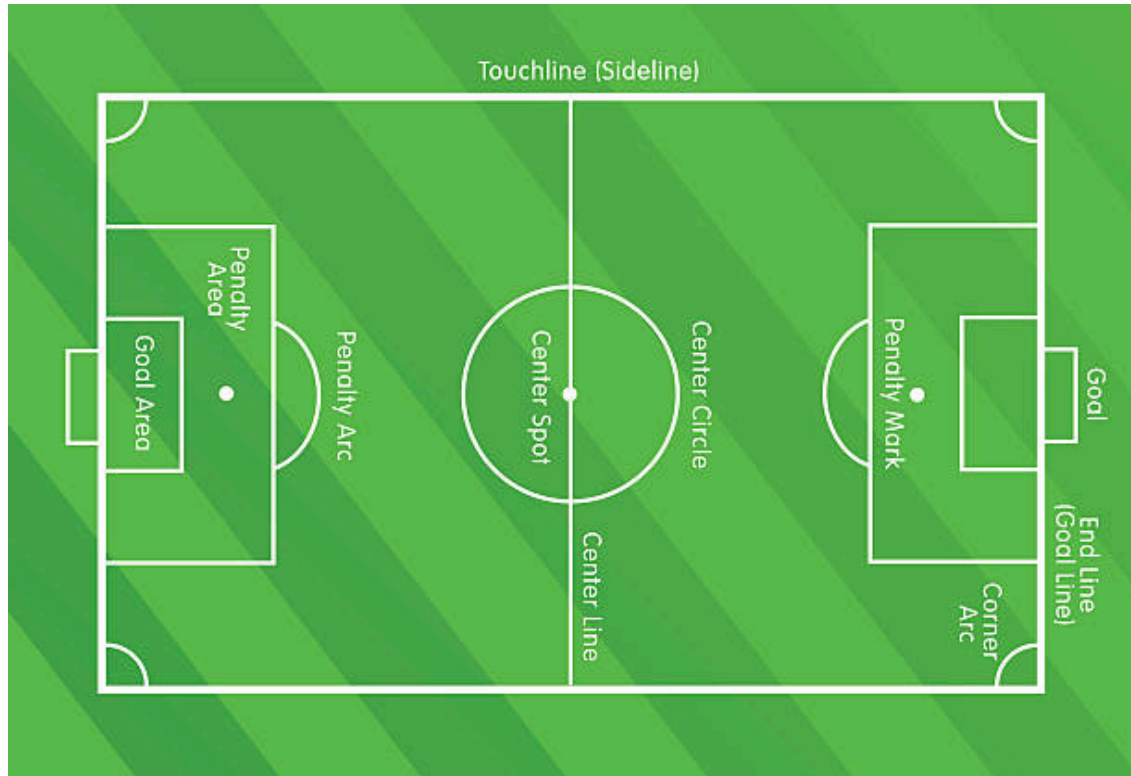 Touchline (Sideline)
Penalty
Area
Goal Area
Penalty Arc
Center Spot
Center Circle
Center Line
Penalty Mark
Goal
End Line
(Goal Line)
Corner
Arc